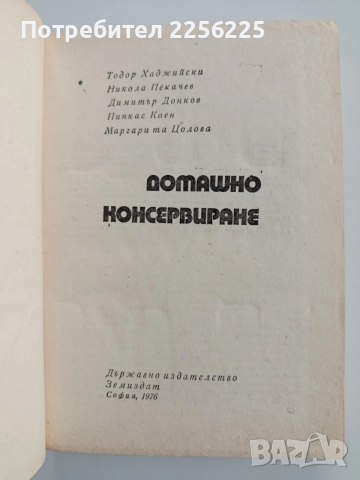 Потребител 2256225
Тодор Хаджийски
Никола Пекачев
Димитър Донков
Пинкас Коен
Маргарита Цолова
ДОМАШНО
КОНСЕРВИРАНЕ
Държавно издателство
Земиздат
София, 1976
BAZAR